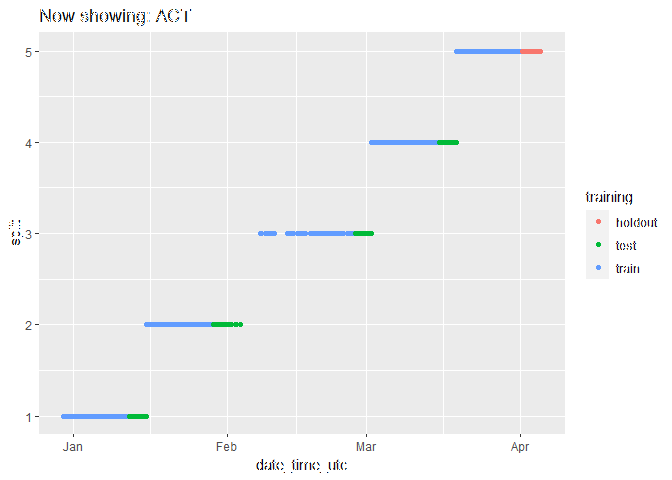 Now showing: ACT
5
4
3
2
1
Jan Feb Mar Apr
date_time_utc
training
holdout
test
train